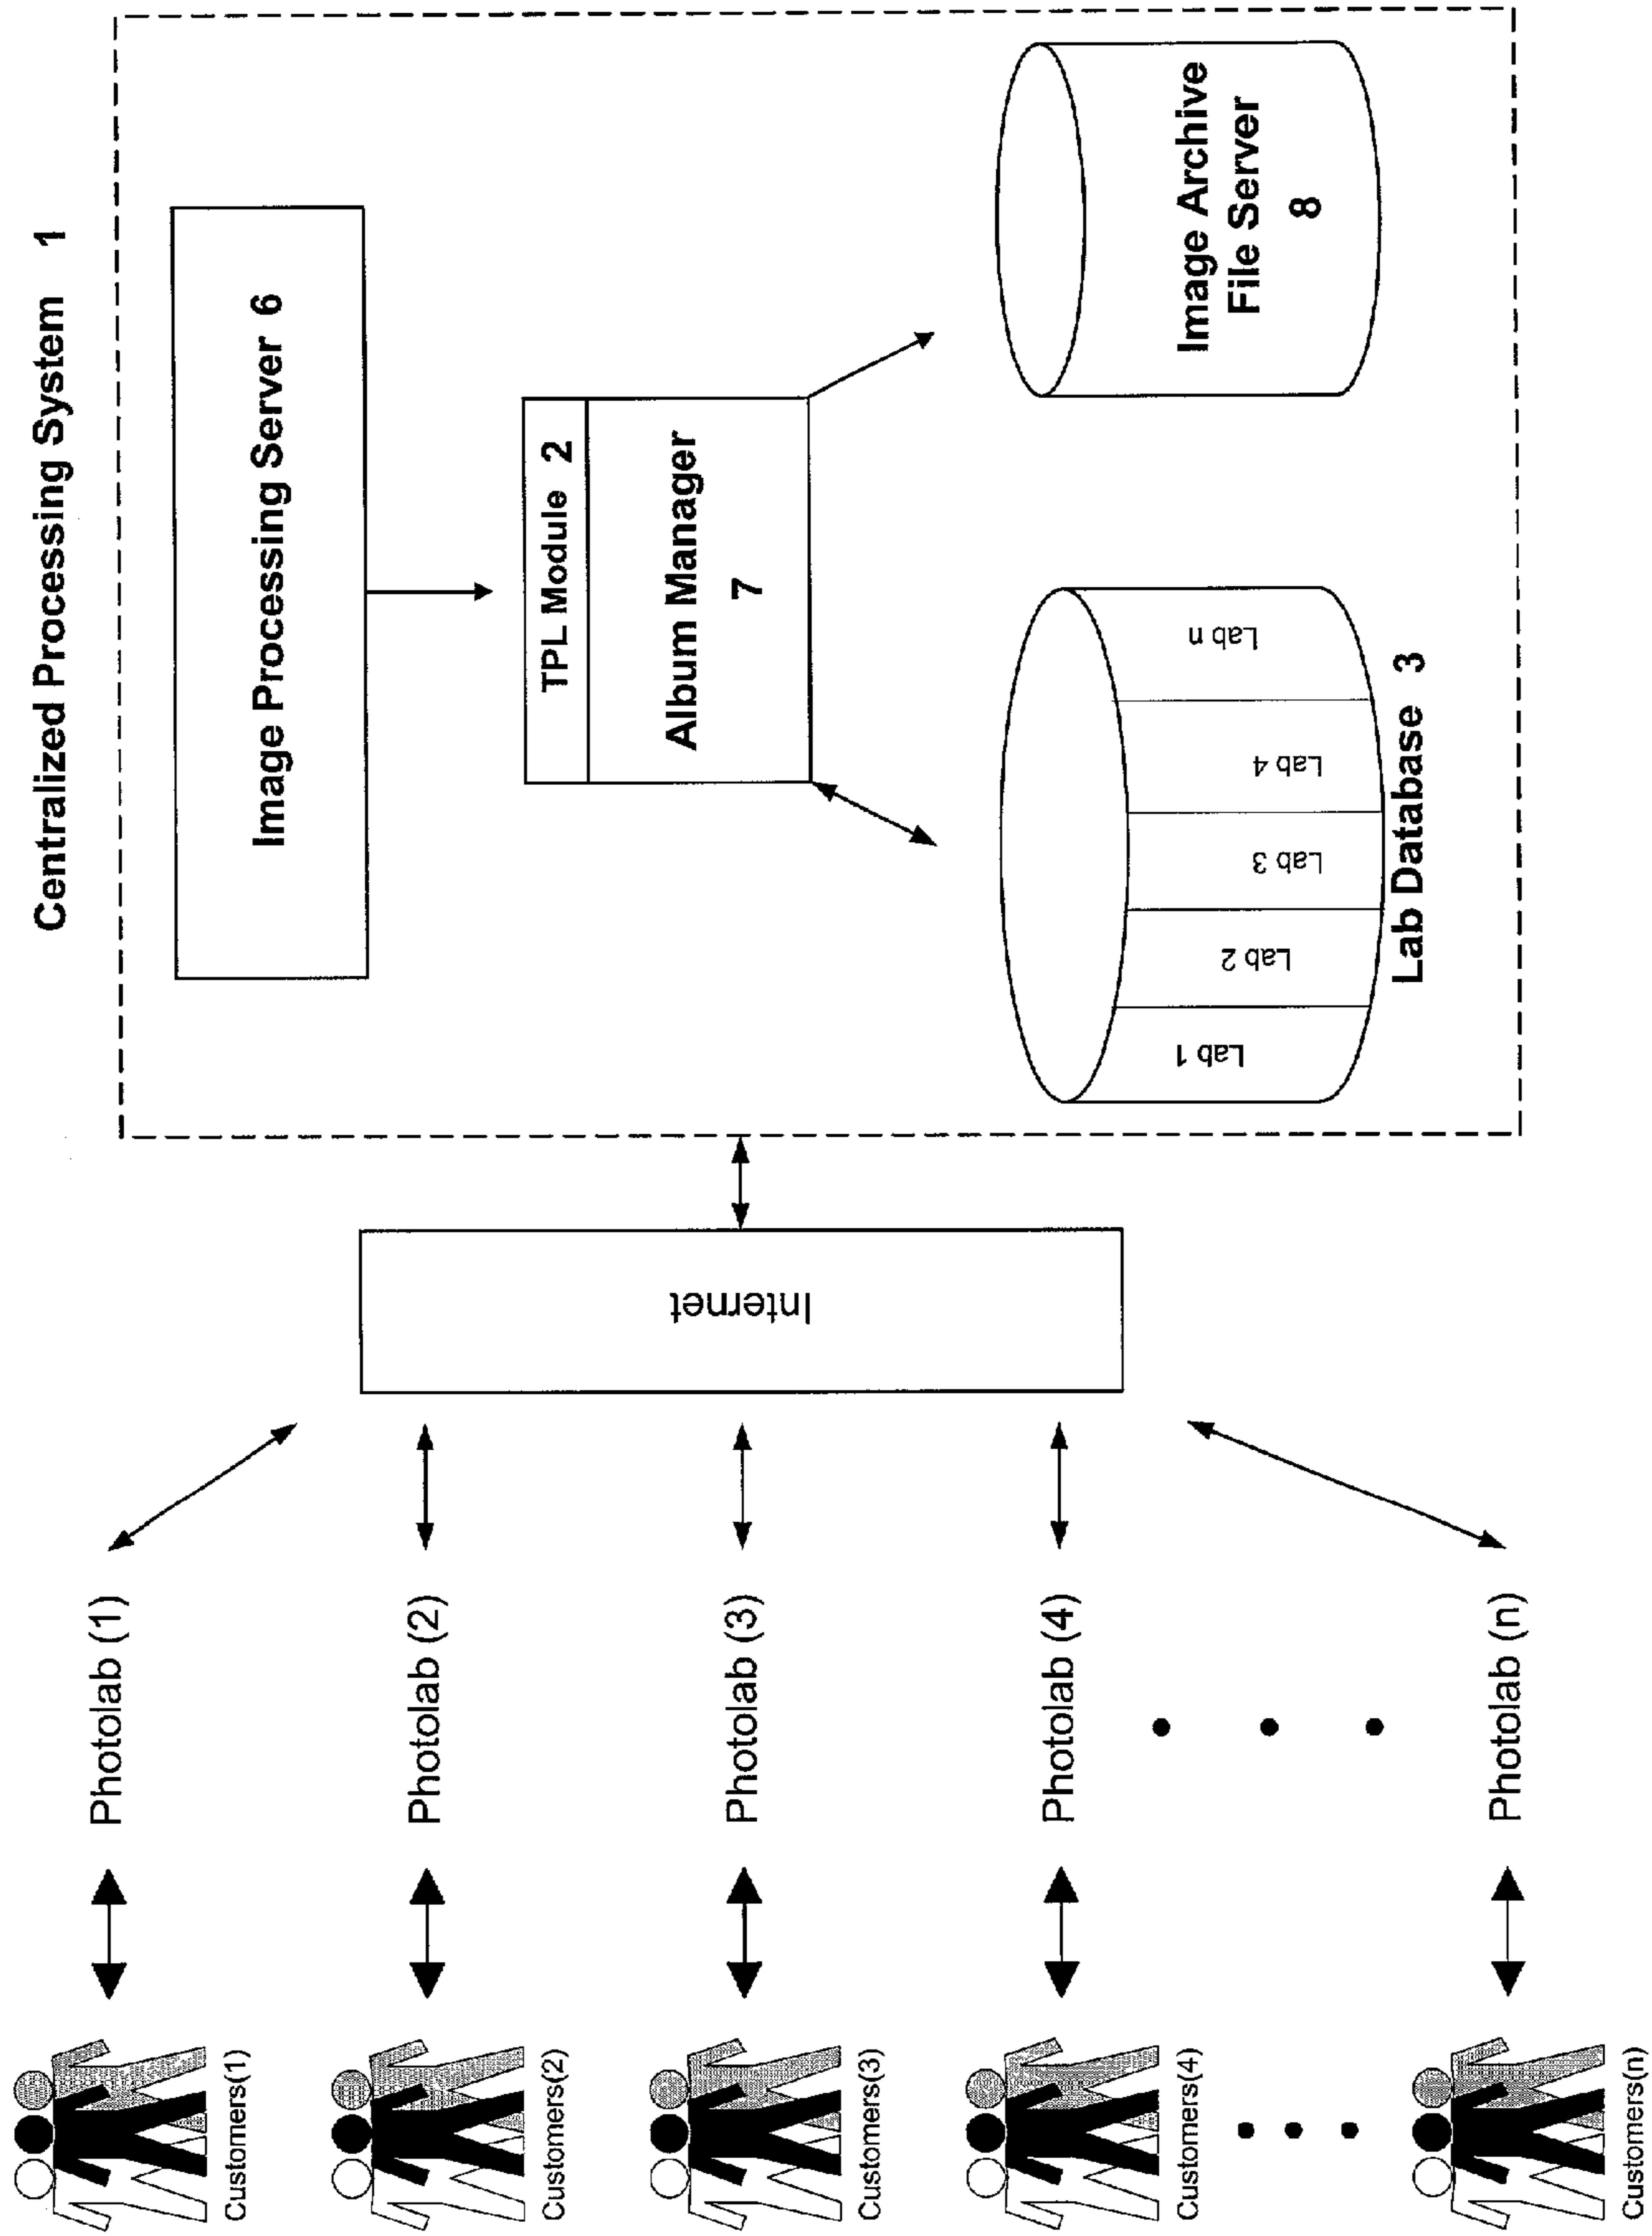 Centralized Processing System 1
Image Processing Server 6
TPL Module 2
Album Manager
7
Image Archive
File Server
8
Lab 1
Lab 2
Lab 3
Lab 4
Lab n
Lab Database 3
Internet
Photolab (1)
Photolab (2)
Photolab (3)
Photolab (4)
Photolab (n)
Customers(1)
Customers(2)
Customers(3)
Customers(4)
Customers(n)